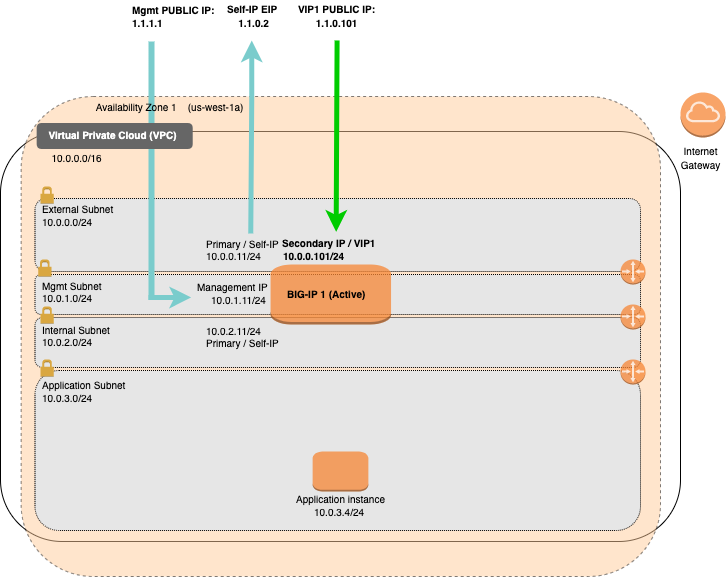 Mgmt PUBLIC IP:
1.1.1.1
Self-IP EIP
1.1.0.2
VIP1 PUBLIC IP:
1.1.0.101
Availability Zone 1 (us-west-1a)
Virtual Private Cloud (VPC)
10.0.0.0/16
Internet
Gateway
External Subnet
10.0.0.0/24
Primary / Self-IP
10.0.0.11/24
Secondary IP / VIP1
10.0.0.101/24
Mgmt Subnet
10.0.1.0/24
Management IP
10.0.1.11/24
BIG-IP 1 (Active)
Internal Subnet
10.0.2.0/24
10.0.2.11/24
Primary / Self-IP
Application Subnet
10.0.3.0/24
Application instance
10.0.3.4/24